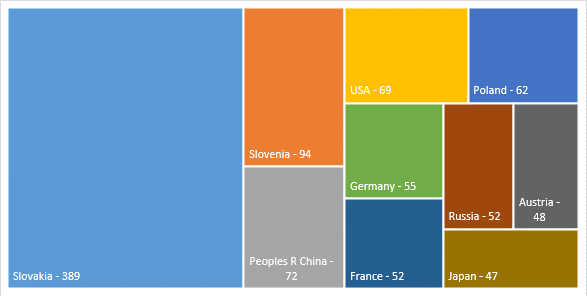 Slovakia - 389
Slovenia - 94
Peoples R China -
72
USA - 69
Poland - 62
Germany - 55
France - 52
Russia - 52
Austria -
48
Japan - 47